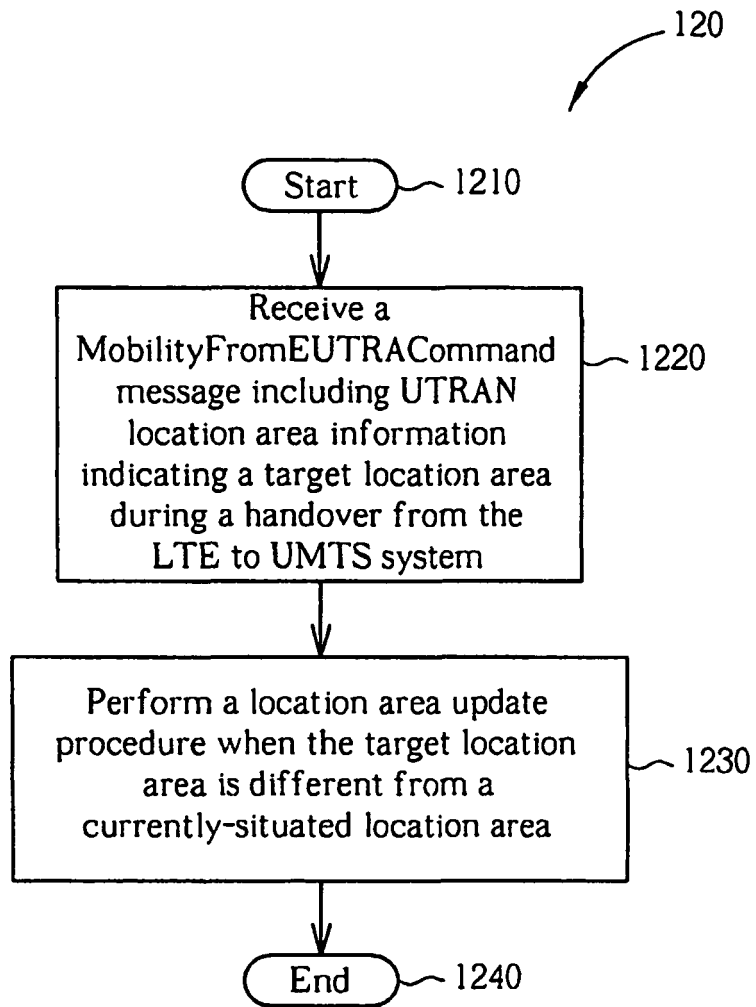 120
Start
1210
Receive a
MobilityFromEUTRACommand
message including UTRAN
location area information
indicating a target location area
during a handover from the
LTE to UMTS system
1220
Perform a location area update
procedure when the target location
area is different from a
currently-situated location area
1230
End
1240